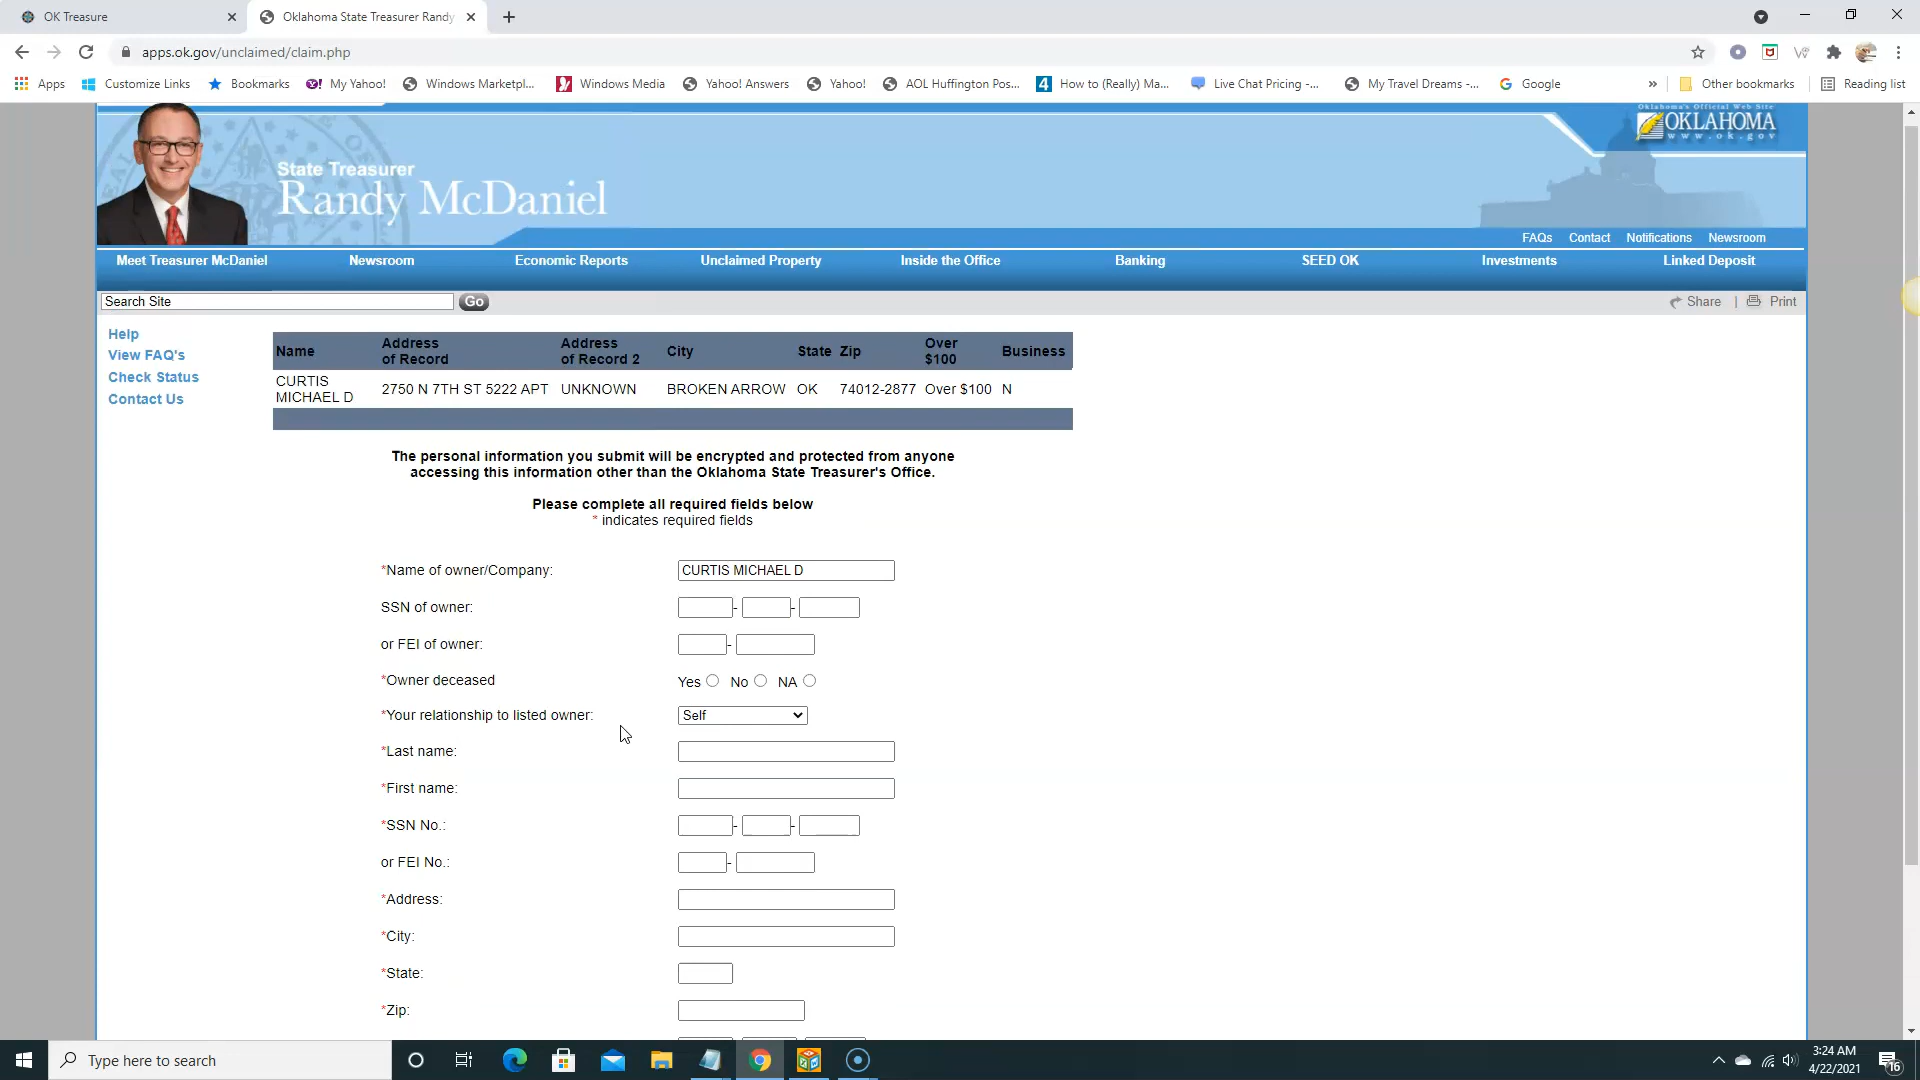 OK Treasure
Oklahoma State Treasurer Randy
apps.ok.gov/unclaimed/claim.php
Apps Customize Links Bookmarks My Yahoo! Windows Marketpl... Windows Media Yahoo! Answers Yahoo! AOL Huffington Pos... 4 How to (Really) Ma... Live Chat Pricing -... My Travel Dreams -... Google » Other bookmarks Reading list
Oklahoma's Official Web Site
OKLAHOMA
www.ok.gov
State Treasurer
Randy McDaniel
FAQs Contact Notifications Newsroom
Meet Treasurer McDaniel Newsroom Economic Reports Unclaimed Property Inside the Office Banking SEED OK Investments Linked Deposit
Search Site Go Share | Print
Help
View FAQ's
Check Status
Contact Us
Name Address of Record Address of Record 2 City State Zip Over $100 Business
CURTIS MICHAEL D 2750 N 7TH ST 5222 APT UNKNOWN BROKEN ARROW OK 74012-2877 Over $100 N
The personal information you submit will be encrypted and protected from anyone
accessing this information other than the Oklahoma State Treasurer's Office.
Please complete all required fields below
* indicates required fields
*Name of owner/Company: CURTIS MICHAEL D
SSN of owner: - -
or FEI of owner: -
*Owner deceased Yes No NA
*Your relationship to listed owner: Self
*Last name:
*First name:
*SSN No.: - -
or FEI No.: -
*Address:
*City:
*State:
*Zip:
Type here to search
3:24 AM
4/22/2021
16